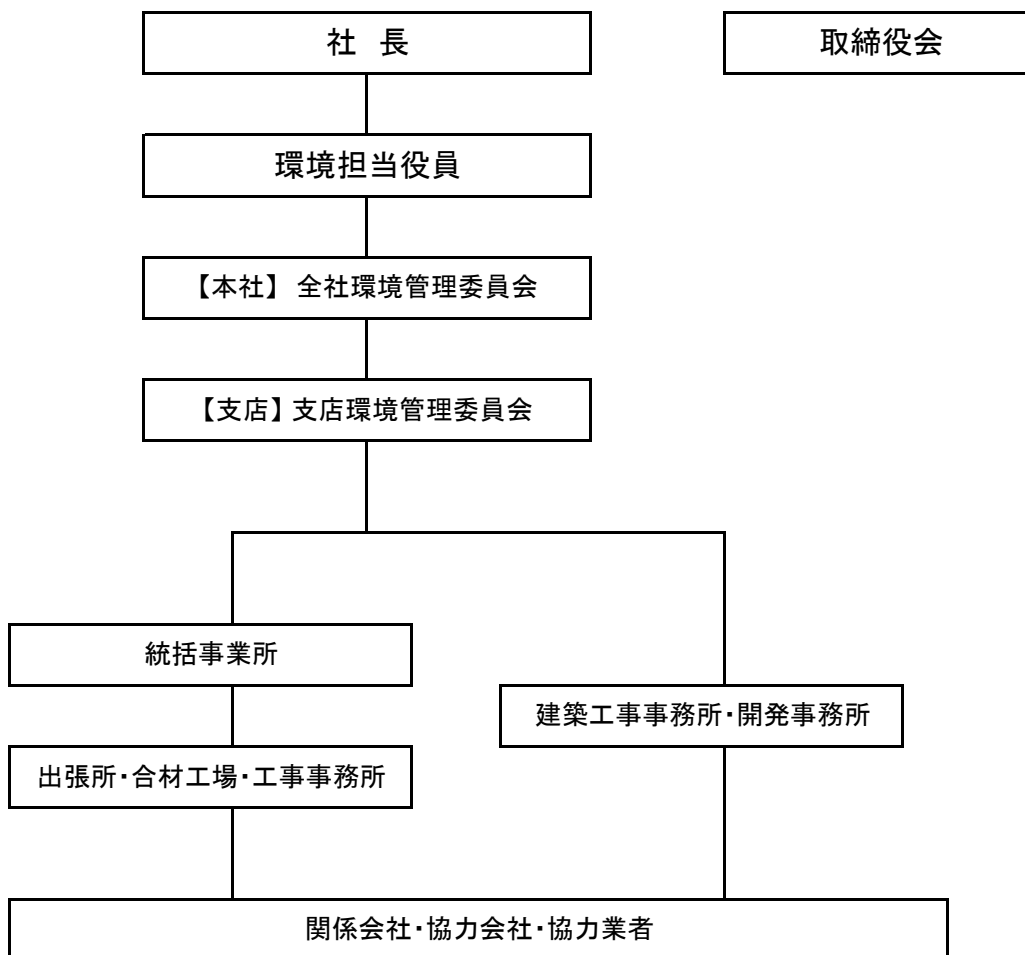 社 長
取締役会
環境担当役員
【本社】 全社環境管理委員会
【支店】支店環境管理委員会
統括事業所
建築工事事務所・開発事務所
出張所・合材工場・工事事務所
関係会社・協力会社・協力業者